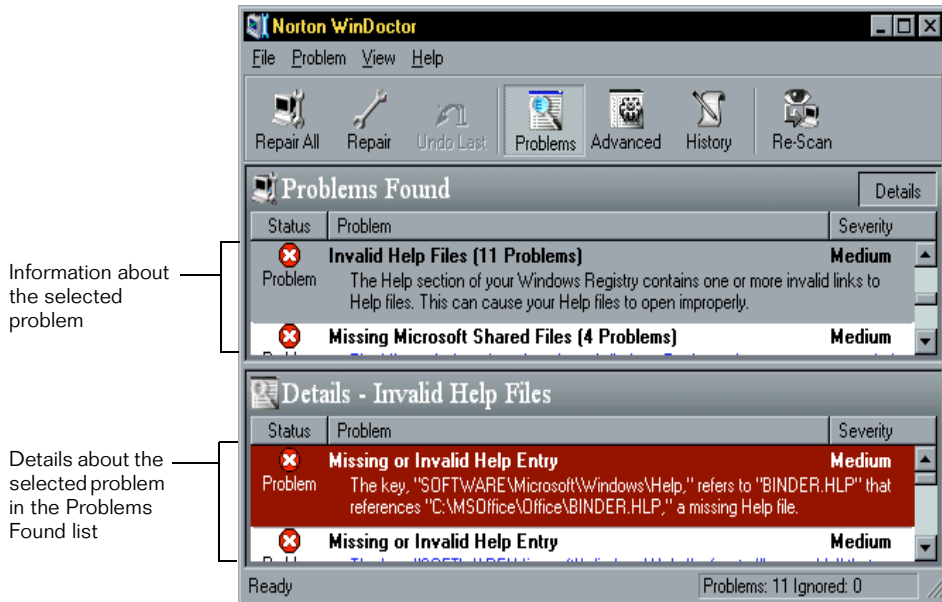 Norton WinDoctor
File Problem View Help
Repair All Repair Undo Last Problems Advanced History Re-Scan
Problems Found
Details
Status Problem Severity
Invalid Help Files (11 Problems) Medium
Problem
The Help section of your Windows Registry contains one or more invalid links to
Help files. This can cause your Help files to open improperly.
Missing Microsoft Shared Files (4 Problems) Medium
Information about
the selected
problem
Details - Invalid Help Files
Status Problem Severity
Missing or Invalid Help Entry Medium
Problem
The key, "SOFTWARE\Microsoft\Windows\Help," refers to "BINDER.HLP" that
references "C:\MSOffice\Office\BINDER.HLP," a missing Help file.
Missing or Invalid Help Entry Medium
Details about the
selected problem
in the Problems
Found list
Ready
Problems: 11 Ignored: 0